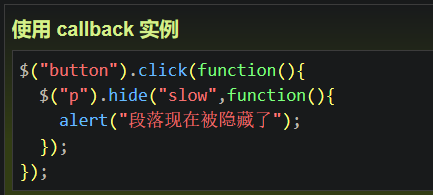 使用 callback 实例
$("button").click(function(){
  $("p").hide("slow",function(){
    alert("段落现在被隐藏了");
  });
});